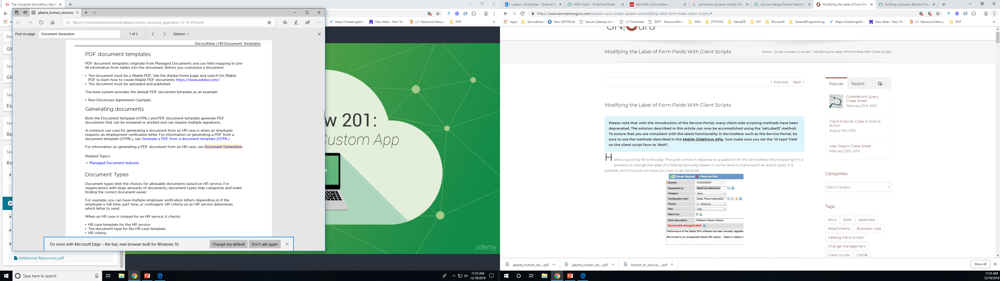 The Complete ServiceNow Devel
jakarta_human_resource
file:///C:/Users/icetea/Downloads/jakarta_human_resources_application_12-19-2018.pdf
Find on page
Document Generation
1 of 2
Options
ServiceNow | HR Document Templates
PDF document templates
PDF document templates originate from Managed Documents and use field mapping to pre-
fill information from tables into the document. Before you customize a document:
• The document must be a fillable PDF. See the Adobe home page and search for fillable
PDF to learn how to create fillable PDF documents https://www.adobe.com/.
• The document must be uploaded and published.
The base system provides the default PDF document template as an example:
• Non-Disclosure Agreement (Sample)
Generating documents
Both the Document template (HTML) and PDF document template generate PDF
documents that can be reviewed or printed and can require multiple signatures.
A common use case for generating a document from an HR case is when an employee
requests an employment verification letter. For information on generating a PDF from a
document template (HTML), see Generate a PDF from a document template (HTML).
For information on generating a PDF document from an HR case, see Document Generation.
Related Topics
• Managed Document features
Document Types
Document types limit the choices for allowable documents based on HR service. For
organizations with large amounts of documents, document types help categorize and make
finding the correct document easier.
For example, you can have multiple employee verification letters depending on if the
employee is full-time, part time, or contingent. HR criteria on an HR service determines
which letter to send.
When an HR case is created for an HR service, it checks:
• HR case template for the HR service
• The document type for the HR case template
• HR criteria
Do more with Microsoft Edge – the fast, new browser built for Windows 10.
Change my default
Don't ask again
Sea
Gli
Sec
Gli
Sec
Ex
Sec
Be
Sec
Bu
Additional Resources.pdf
https://breakingdefe
New Atlas - New Tec
L3 -Password Manag
PHP
w 201:
Custom App
udemy
Type here to search
11:25 AM
12/19/2018
Lupton, Christopher - Outlook W
HISP Home - HI Service Portal
fetchUtils | ServiceNow
servicenow dynamic modify offic
Can we change Section Name D
Modifying the Label of Form Fiel
Building a dynamic Routine Cha
https://www.servicenowguru.com/system-ui/ui-scripts-system-ui/modifying-label-form-fields-client-scripts/#
Apps
ServiceNow
New GDITPorta
Secure Gateway to N
L3 Timesheet
GDIT - PasswordMan
AWS
PYTHON
MariaDB
GIT
Microsoft
GeneralProgramming
https://breakingdefe
New Atlas - New Tec
L3 -Password Manag
PHP
SN|Guru
Modifying the Label of Form Fields With Client Scripts
Home / Script includes, UI scripts / Modifying the Label of Form Fields With Client Scripts
Previous
Next
Modifying the Label of Form Fields With Client Scripts
Please note that with the introduction of the Service Portal, many client-side scripting methods have been
deprecated. The solution described in this article can now be accomplished using the ‘setLabel()’ method.
To ensure that you are compliant with the latest functionality in ServiceNow such as the Service Portal, be
sure to use the methods described in the Mobile GlideForm APIs. Just make sure you set the ‘UI type’ field
on the client script form to ‘Both’.
Here’s a quick tip for a Monday. This post comes in response to a question on the ServiceNow forums asking if it is
possible to change the label of a field dynamically based on some record criteria (such as record type). It is
possible, and this post will show you how it can be done.
Change Request
= Required field
Number: CHG0000001
Requested by: David Loo (david.loo)
Category: Other
Configuration item: Sales Force Automation
Priority: 3 – Moderate
Risk: High
Watch list:
Short description: Rollback Oracle Version
Dynamically-changed Label!:
Performance of the Siebel SFA software has been severely degraded
We moved to an unsupported Oracle DB version. Need to rollback t
Popular
Recent
GlideRecord Query
Cheat Sheet
February 23rd, 2010
Client & Server Code in One UI
Action
August 31st, 2010
User Object Cheat Sheet
February 25th, 2010
Categories
Select Category
Tags
ACLs
AJAX
Approvals
Attachments
Business rules
Catalog client scripts
Change management
Client scripts
CMDB
jakarta_human_res....pdf
jakarta_human_res....pdf
london_hr_service_....pdf
Show all
11:25 AM
12/19/2018